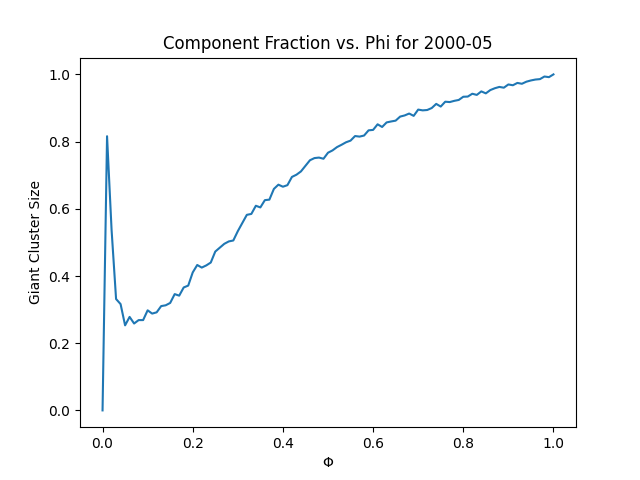 Component Fraction vs. Phi for 2000-05
Giant Cluster Size
1.0
0.8
0.6
0.4
0.2
0.0
0.0 0.2 0.4 0.6 0.8 1.0
Φ